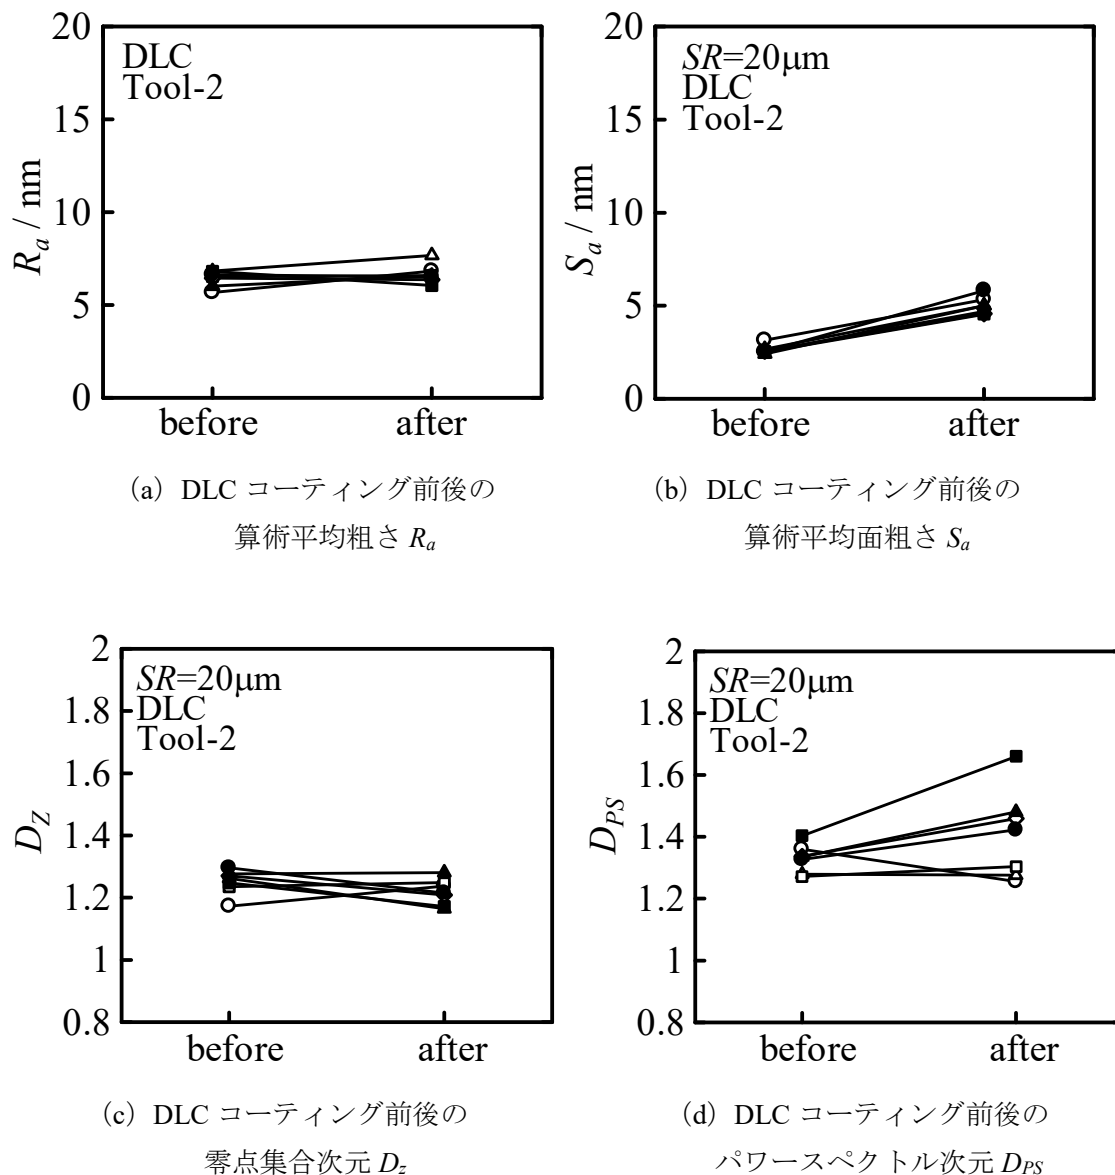 20
15
10
5
0
R_a / nm
DLC
Tool-2
before after
(a) DLC コーティング前後の
算術平均粗さ R_a
20
15
10
5
0
S_a / nm
SR=20μm
DLC
Tool-2
before after
(b) DLC コーティング前後の
算術平均面粗さ S_a
2
1.8
1.6
1.4
1.2
1
0.8
D_Z
SR=20μm
DLC
Tool-2
before after
(c) DLC コーティング前後の
零点集合次元 D_z
2
1.8
1.6
1.4
1.2
1
0.8
D_PS
SR=20μm
DLC
Tool-2
before after
(d) DLC コーティング前後の
パワースペクトル次元 D_PS